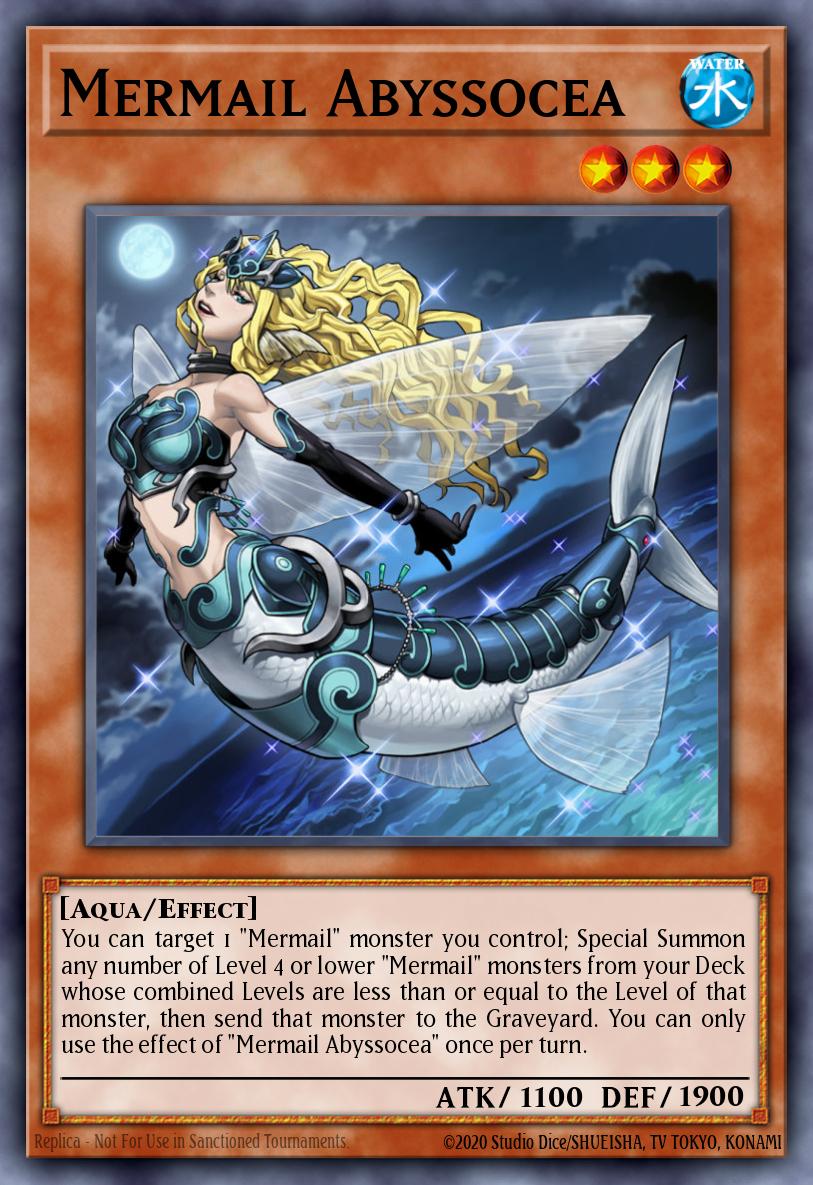 Mermail Abyssocea
WATER
水
[Aqua/Effect]
You can target 1 "Mermail" monster you control; Special Summon
any number of Level 4 or lower "Mermail" monsters from your Deck
whose combined Levels are less than or equal to the Level of that
monster, then send that monster to the Graveyard. You can only
use the effect of "Mermail Abyssocea" once per turn.
ATK/ 1100 DEF/ 1900
Replica - Not For Use in Sanctioned Tournaments.
©2020 Studio Dice/SHUEISHA, TV TOKYO, KONAMI